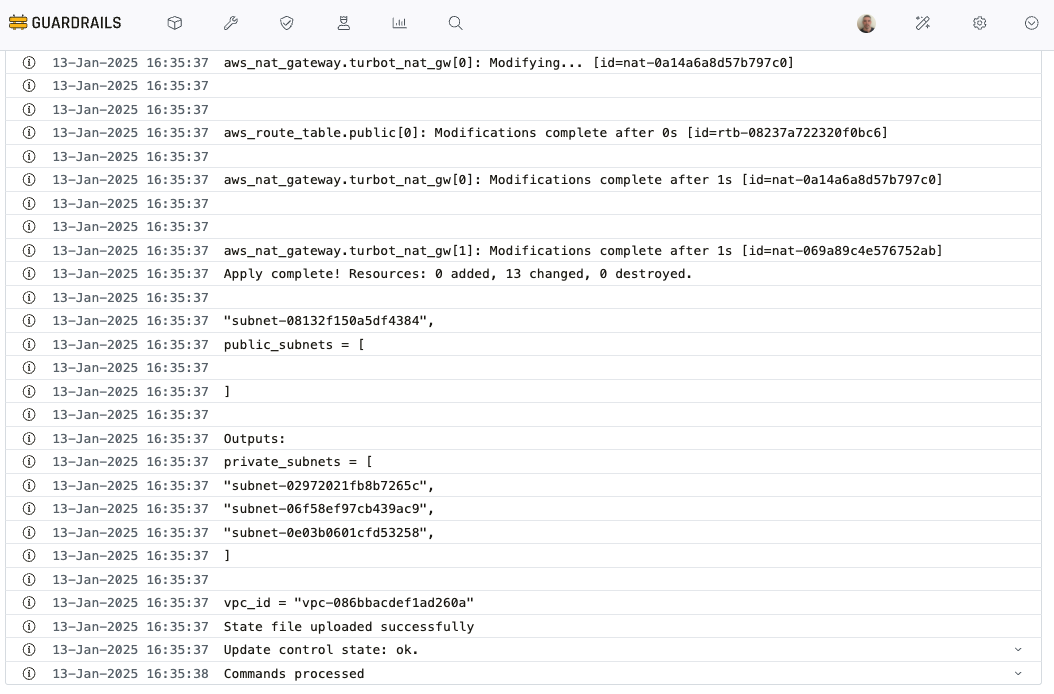 GUARDRAILS
13-Jan-2025 16:35:37 aws_nat_gateway.turbot_nat_gw[0]: Modifying... [id=nat-0a14a6a8d57b797c0]
13-Jan-2025 16:35:37
13-Jan-2025 16:35:37
13-Jan-2025 16:35:37 aws_route_table.public[0]: Modifications complete after 0s [id=rtb-08237a722320f0bc6]
13-Jan-2025 16:35:37
13-Jan-2025 16:35:37 aws_nat_gateway.turbot_nat_gw[0]: Modifications complete after 1s [id=nat-0a14a6a8d57b797c0]
13-Jan-2025 16:35:37
13-Jan-2025 16:35:37
13-Jan-2025 16:35:37 aws_nat_gateway.turbot_nat_gw[1]: Modifications complete after 1s [id=nat-069a89c4e576752ab]
13-Jan-2025 16:35:37 Apply complete! Resources: 0 added, 13 changed, 0 destroyed.
13-Jan-2025 16:35:37
13-Jan-2025 16:35:37 "subnet-08132f150a5df4384",
13-Jan-2025 16:35:37 public_subnets = [
13-Jan-2025 16:35:37
13-Jan-2025 16:35:37 ]
13-Jan-2025 16:35:37
13-Jan-2025 16:35:37 Outputs:
13-Jan-2025 16:35:37 private_subnets = [
13-Jan-2025 16:35:37 "subnet-02972021fb8b7265c",
13-Jan-2025 16:35:37 "subnet-06f58ef97cb439ac9",
13-Jan-2025 16:35:37 "subnet-0e03b0601cfd53258",
13-Jan-2025 16:35:37 ]
13-Jan-2025 16:35:37
13-Jan-2025 16:35:37 vpc_id = "vpc-086bbacdef1ad260a"
13-Jan-2025 16:35:37 State file uploaded successfully
13-Jan-2025 16:35:37 Update control state: ok.
13-Jan-2025 16:35:38 Commands processed